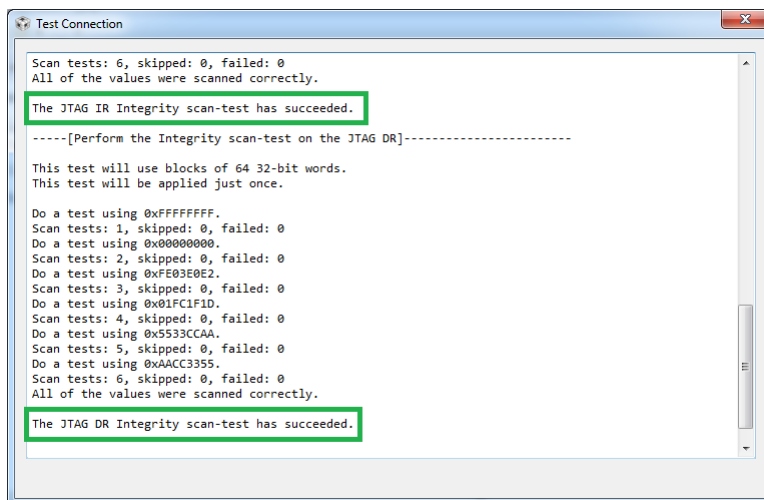 Test Connection
Scan tests: 6, skipped: 0, failed: 0
All of the values were scanned correctly.
The JTAG IR Integrity scan-test has succeeded.
-----[Perform the Integrity scan-test on the JTAG DR]------------------------
This test will use blocks of 64 32-bit words.
This test will be applied just once.
Do a test using 0xFFFFFFFF.
Scan tests: 1, skipped: 0, failed: 0
Do a test using 0x00000000.
Scan tests: 2, skipped: 0, failed: 0
Do a test using 0xFE03E0E2.
Scan tests: 3, skipped: 0, failed: 0
Do a test using 0x01FC1F1D.
Scan tests: 4, skipped: 0, failed: 0
Do a test using 0x5533CCAA.
Scan tests: 5, skipped: 0, failed: 0
Do a test using 0xAACC3355.
Scan tests: 6, skipped: 0, failed: 0
All of the values were scanned correctly.
The JTAG DR Integrity scan-test has succeeded.